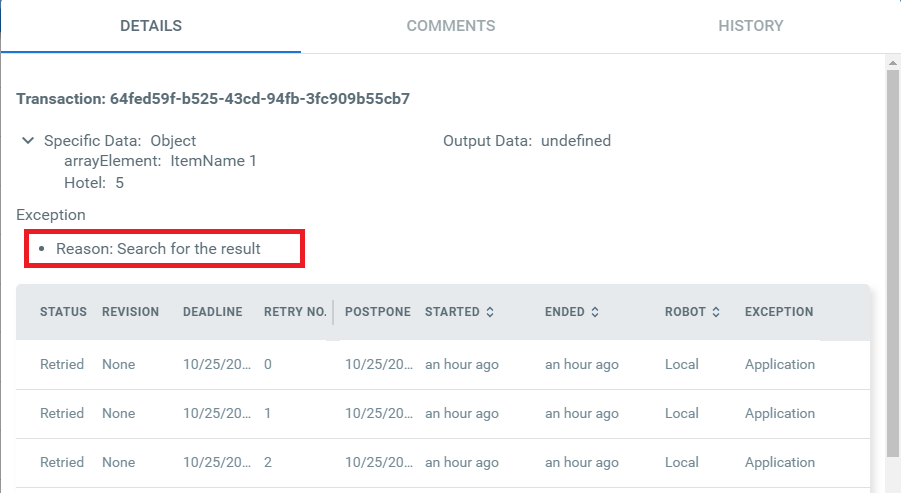 DETAILS COMMENTS HISTORY
Transaction: 64fed59f-b525-43cd-94fb-3fc909b55cb7
Specific Data: Object Output Data: undefined
arrayElement: ItemName 1
Hotel: 5
Exception
• Reason: Search for the result
STATUS REVISION DEADLINE RETRY NO. POSTPONE STARTED ENDED ROBOT EXCEPTION
Retried None 10/25/20... 0 10/25/20... an hour ago an hour ago Local Application
Retried None 10/25/20... 1 10/25/20... an hour ago an hour ago Local Application
Retried None 10/25/20... 2 10/25/20... an hour ago an hour ago Local Application